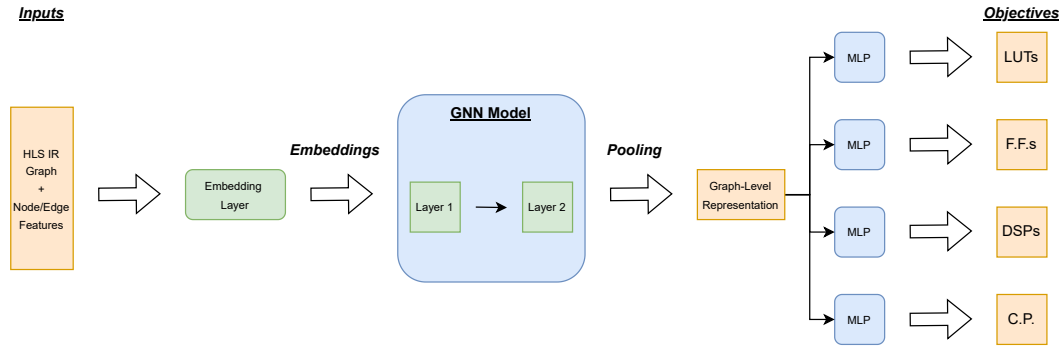 Inputs
Objectives
HLS IR
Graph
+
Node/Edge
Features
Embedding
Layer
Embeddings
GNN Model
Layer 1
Layer 2
Pooling
Graph-Level
Representation
MLP
LUTs
MLP
F.F.s
MLP
DSPs
MLP
C.P.